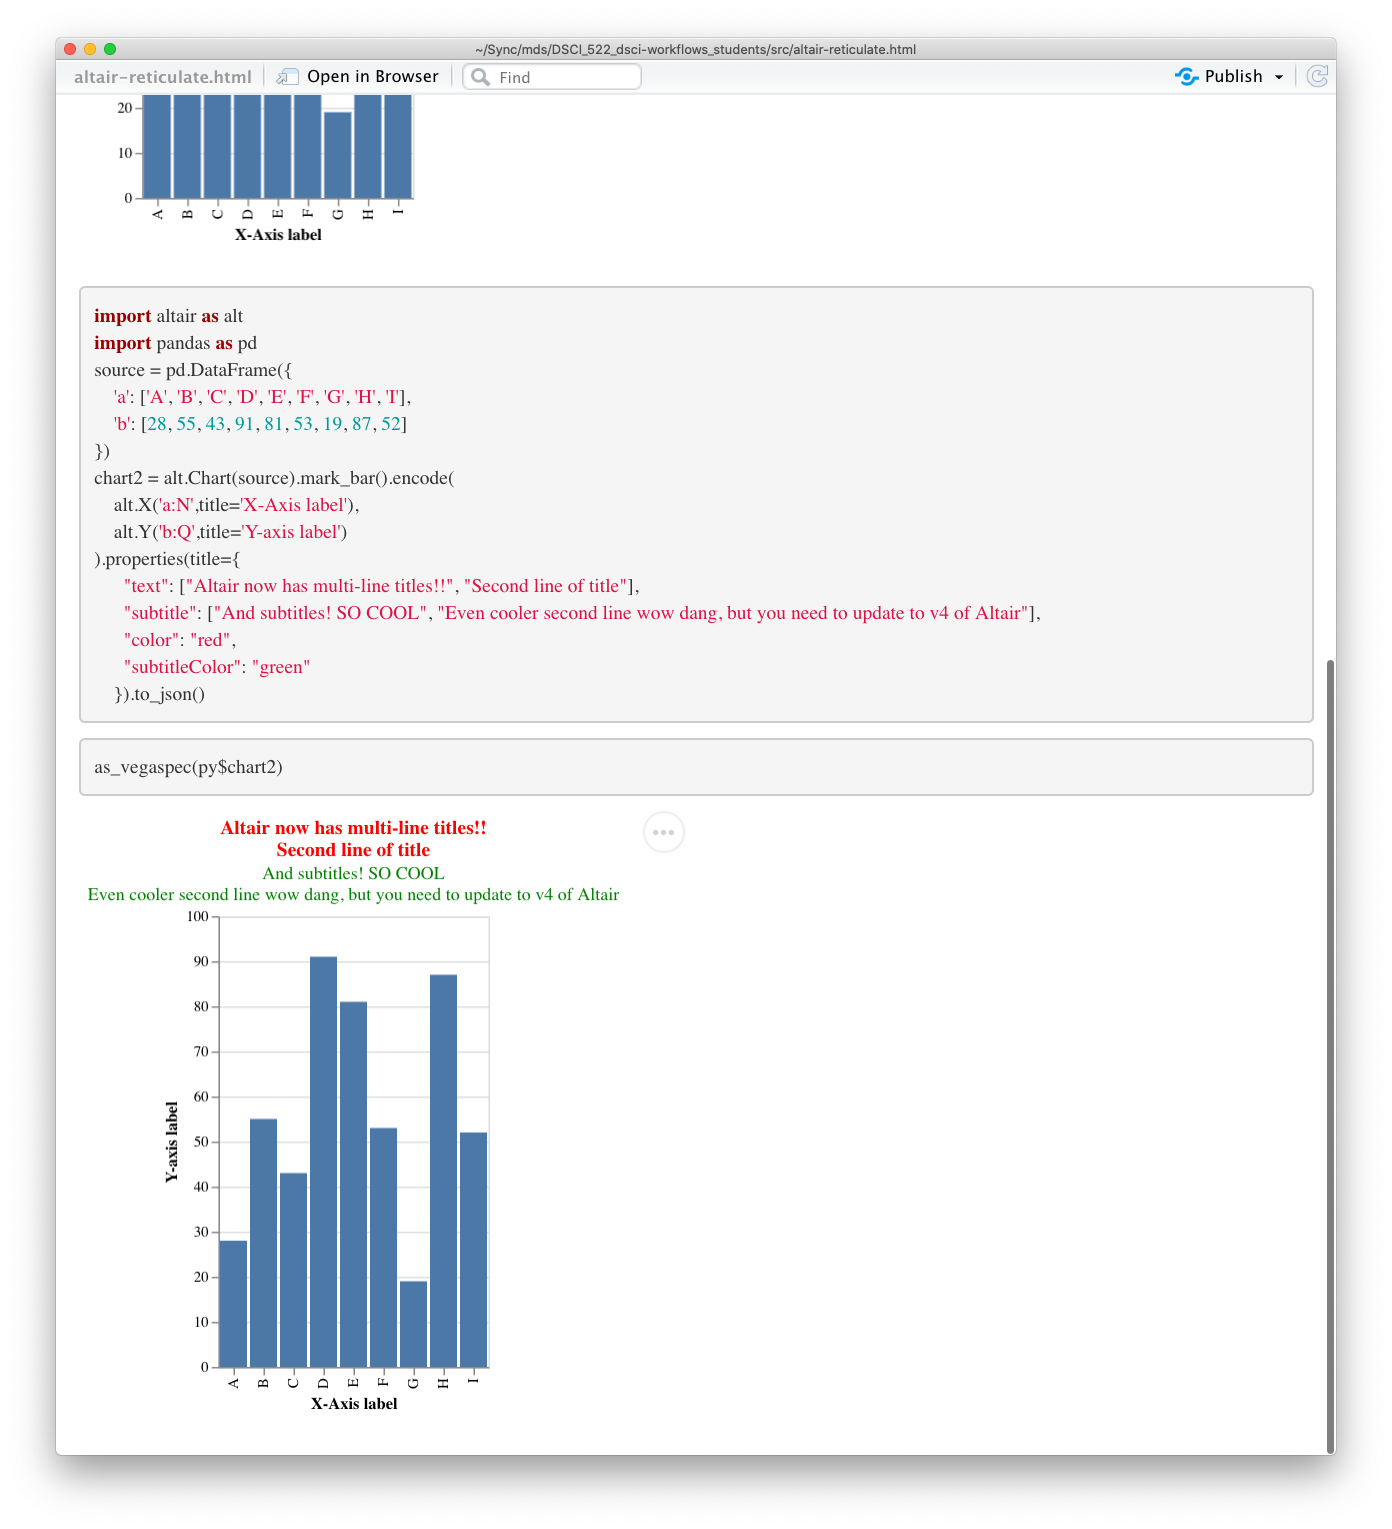 ~/Sync/mds/DSCI_522_dsci-workflows_students/src/altair-reticulate.html
altair-reticulate.html Open in Browser Find Publish
20
10
0
A B C D E F G H I
X-Axis label
import altair as alt
import pandas as pd
source = pd.DataFrame({
'a': ['A', 'B', 'C', 'D', 'E', 'F', 'G', 'H', 'I'],
'b': [28, 55, 43, 91, 81, 53, 19, 87, 52]
})
chart2 = alt.Chart(source).mark_bar().encode(
alt.X('a:N',title='X-Axis label'),
alt.Y('b:Q',title='Y-axis label')
).properties(title={
"text": ["Altair now has multi-line titles!!", "Second line of title"],
"subtitle": ["And subtitles! SO COOL", "Even cooler second line wow dang, but you need to update to v4 of Altair"],
"color": "red",
"subtitleColor": "green"
}).to_json()
as_vegaspec(py$chart2)
Altair now has multi-line titles!!
Second line of title
And subtitles! SO COOL
Even cooler second line wow dang, but you need to update to v4 of Altair
100
90
80
70
60
50
40
30
20
10
0
Y-axis label
A B C D E F G H I
X-Axis label